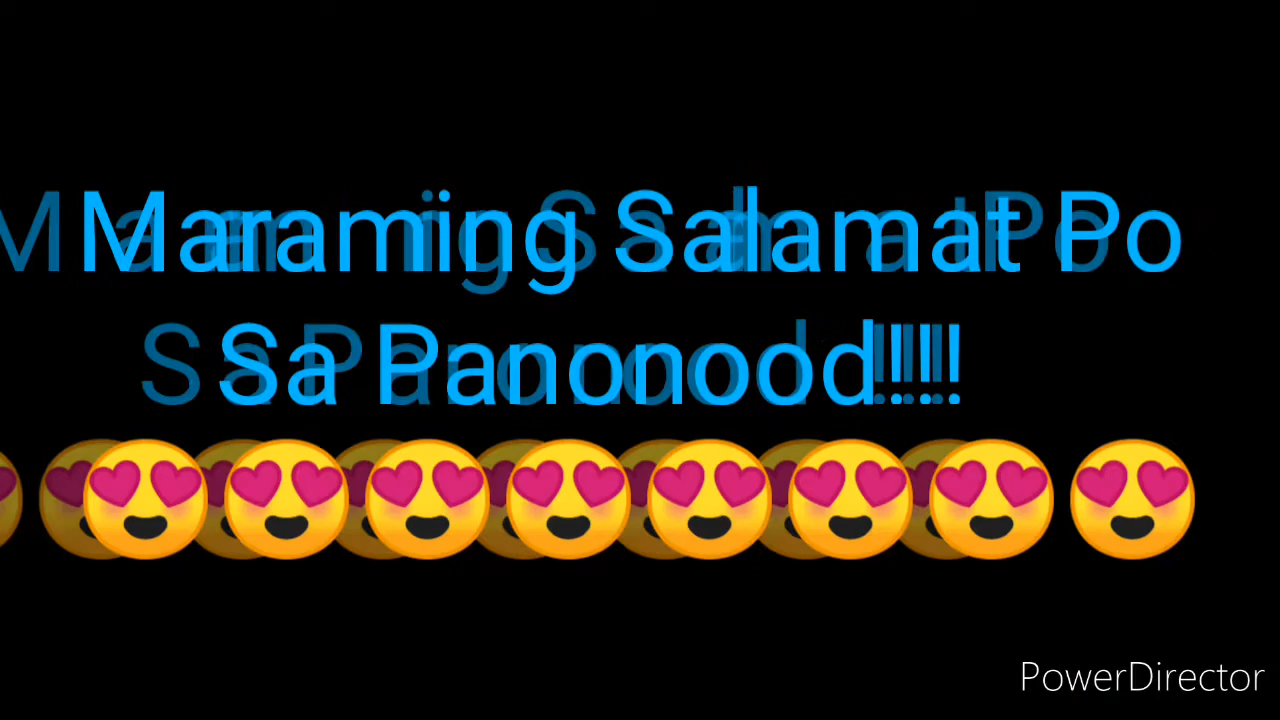 Maraming Salamat Po
Sa Panonood!!!!
😍😍😍😍😍😍😍😍
PowerDirector